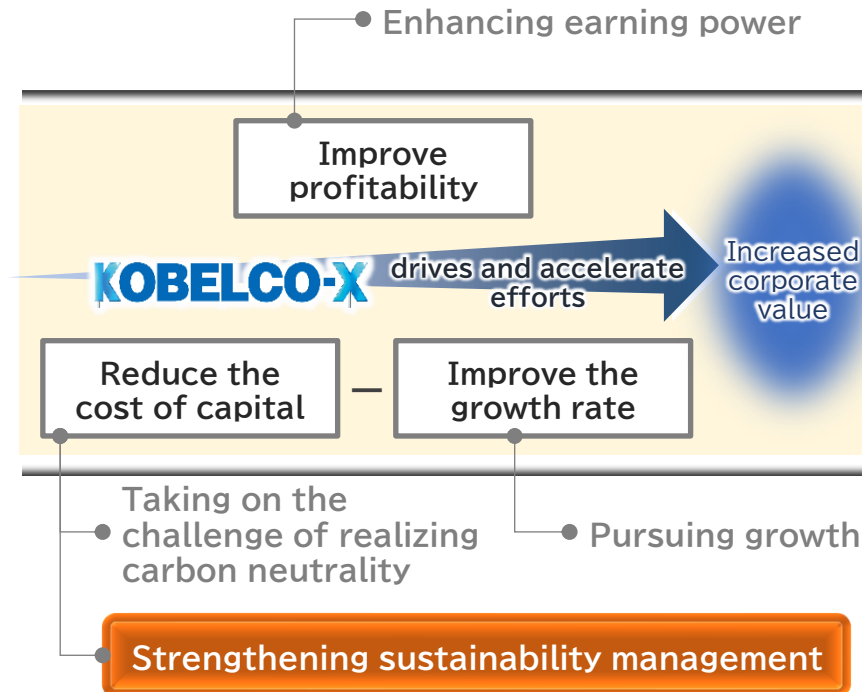 Enhancing earning power
Improve
profitability
KOBELCO-X
drives and accelerate
efforts
Increased
corporate
value
Reduce the
cost of capital
–
Improve the
growth rate
Taking on the
challenge of realizing
carbon neutrality
Pursuing growth
Strengthening sustainability management